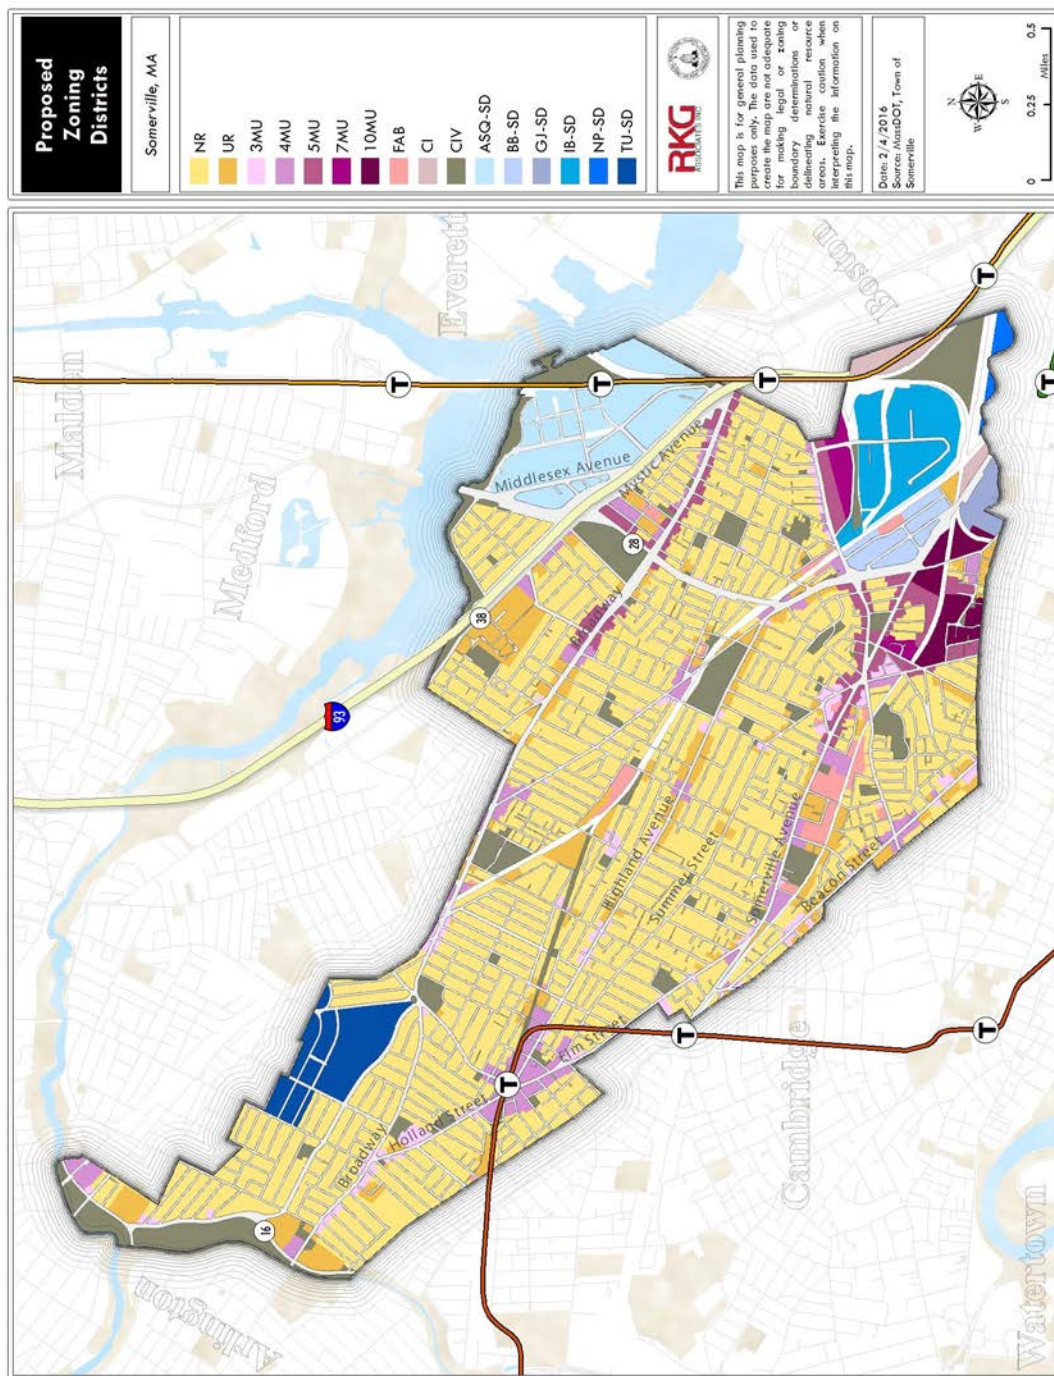 Proposed
Zoning
Districts
Somerville, MA
NR
UR
3MU
4MU
5MU
7MU
10MU
FAB
CI
CIV
ASQ-SD
BB-SD
GJ-SD
IB-SD
NP-SD
TU-SD
RKG
ASSOCIATES INC
This map is for general planning
purposes only. The data used to
create the map are not adequate
for making legal or zoning
boundary determinations or
delineating natural resource
areas. Exercise caution when
interpreting the information on
this map.
Date: 2/4/2016
Source: MassDOT, Town of
Somerville
N
W
E
S
0
0.25
0.5
Miles
Malden
Everett
Medford
Boston
Arlington
Cambridge
Watertown
Middlesex Avenue
Mystic Avenue
Broadway
Highland Avenue
Summer Street
Somerville Avenue
Beacon Street
Elm Street
Holland Street
Broadway
93
38
28
16
T
T
T
T
T
T
T
T